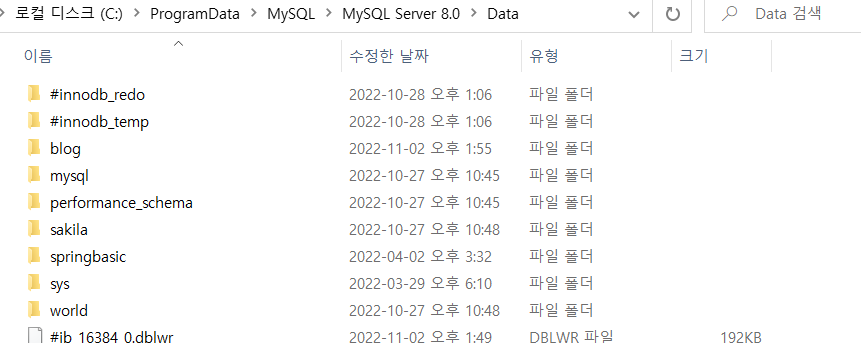 로컬 디스크 (C:) > ProgramData > MySQL > MySQL Server 8.0 > Data Data 검색
이름 수정한 날짜 유형 크기
#innodb_redo 2022-10-28 오후 1:06 파일 폴더
#innodb_temp 2022-10-28 오후 1:06 파일 폴더
blog 2022-11-02 오후 1:55 파일 폴더
mysql 2022-10-27 오후 10:45 파일 폴더
performance_schema 2022-10-27 오후 10:45 파일 폴더
sakila 2022-10-27 오후 10:48 파일 폴더
springbasic 2022-04-02 오후 3:32 파일 폴더
sys 2022-03-29 오후 6:10 파일 폴더
world 2022-10-27 오후 10:48 파일 폴더
#ib_16384_0.dblwr 2022-11-02 오후 1:49 DBLWR 파일 192KB